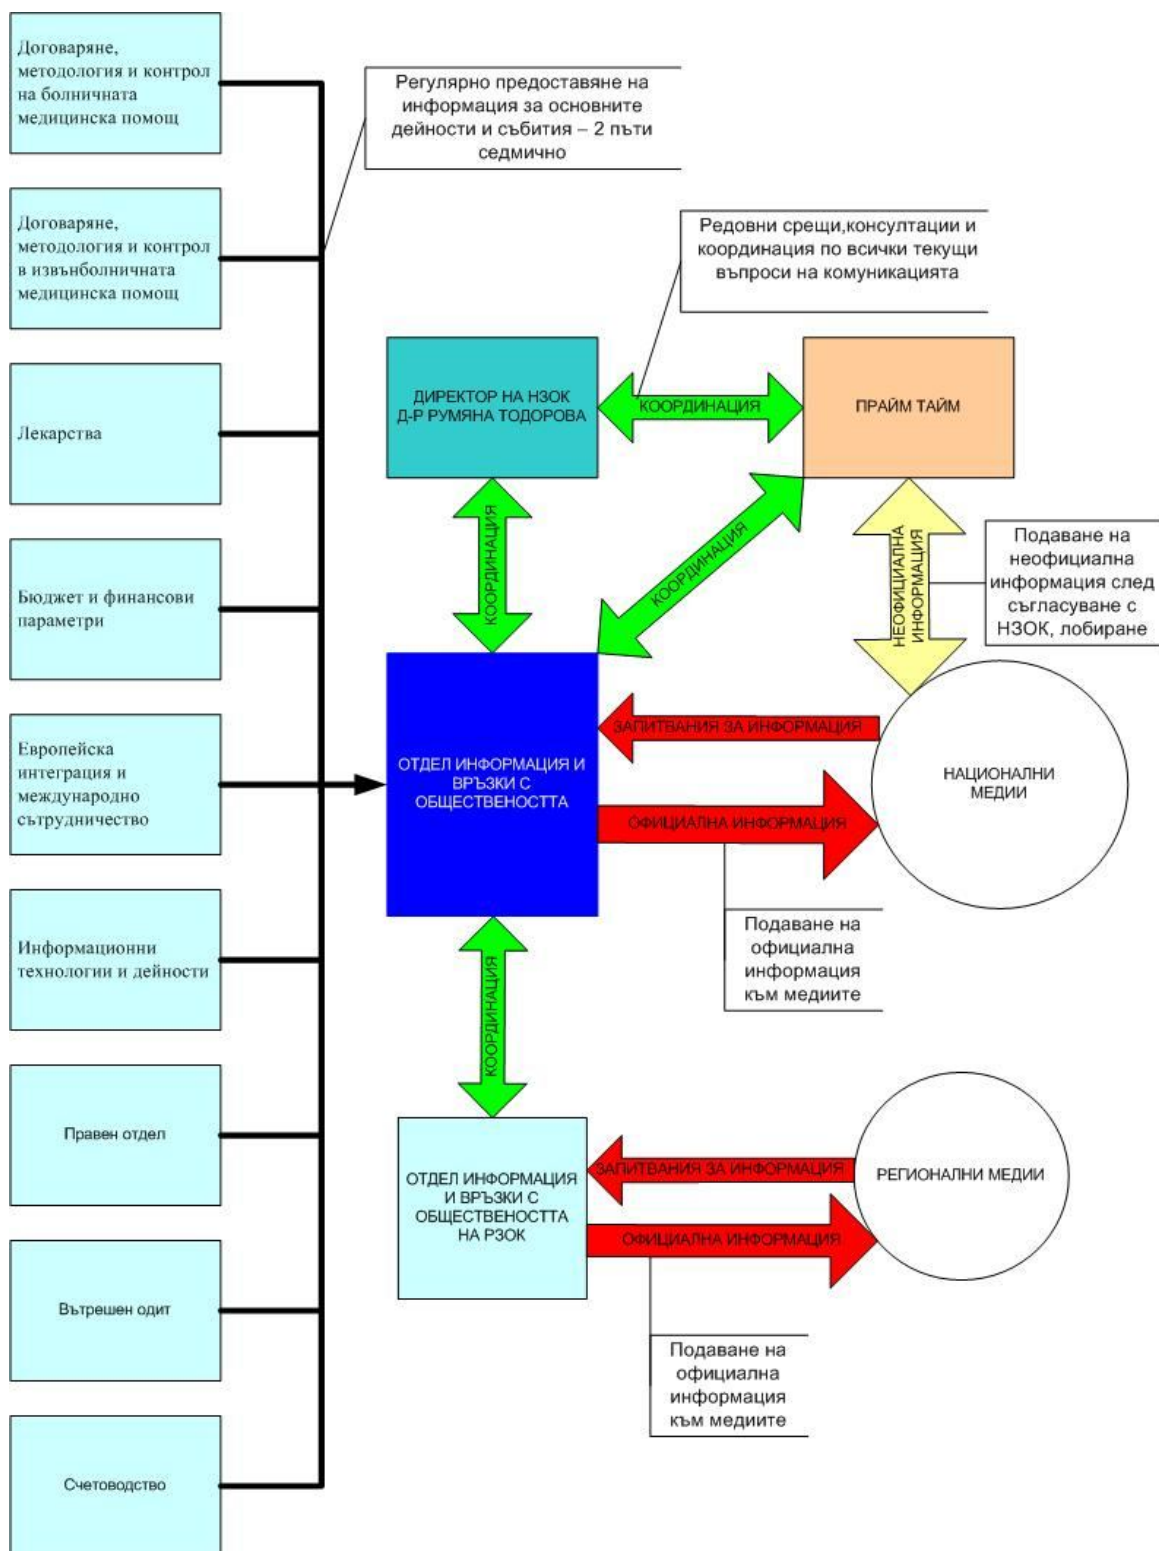 Договаряне,
методология и контрол
на болничната
медицинска помощ
Договаряне,
методология и контрол
в извънболничната
медицинска помощ
Лекарства
Бюджет и финансови
параметри
Европейска
интеграция и
международно
сътрудничество
Информационни
технологии и дейности
Правен отдел
Вътрешен одит
Счетоводство
Регулярно предоставяне на
информация за основните
дейности и събития – 2 пъти
седмично
Редовни срещи,консултации и
координация по всички текущи
въпроси на комуникацията
ДИРЕКТОР НА НЗОК
Д-Р РУМЯНА ТОДОРОВА
КООРДИНАЦИЯ
ПРАЙМ ТАЙМ
КООРДИНАЦИЯ
КООРДИНАЦИЯ
НЕОФИЦИАЛНА
ИНФОРМАЦИЯ
Подаване на
неофициална
информация след
съгласуване с
НЗОК, лобиране
ОТДЕЛ ИНФОРМАЦИЯ И
ВРЪЗКИ С
ОБЩЕСТВЕНОСТТА
ЗАПИТВАНИЯ ЗА ИНФОРМАЦИЯ
ОФИЦИАЛНА ИНФОРМАЦИЯ
НАЦИОНАЛНИ
МЕДИИ
Подаване на
официална
информация
към медиите
КООРДИНАЦИЯ
ОТДЕЛ ИНФОРМАЦИЯ
И ВРЪЗКИ С
ОБЩЕСТВЕНОСТТА
НА РЗОК
ЗАПИТВАНИЯ ЗА ИНФОРМАЦИЯ
ОФИЦИАЛНА ИНФОРМАЦИЯ
РЕГИОНАЛНИ МЕДИИ
Подаване на
официална
информация
към медиите